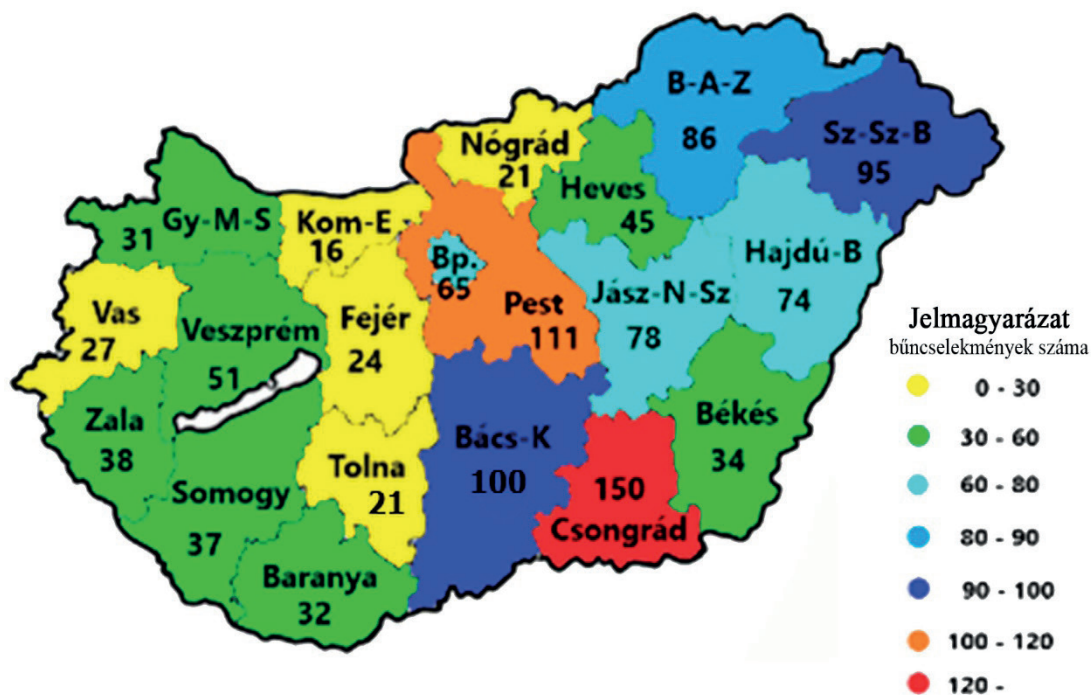 B-A-Z
86
Sz-Sz-B
95
Nógrád
21
Heves
45
Gy-M-S
31
Kom-E
16
Hajdú-B
74
Bp.
65
Jász-N-Sz
78
Vas
27
Veszprém
51
Fejér
24
Pest
111
Zala
38
Békés
34
Bács-K
100
Tolna
21
Somogy
37
150
Csongrád
Baranya
32
Jelmagyarázat
bűncselekmények száma
0 - 30
30 - 60
60 - 80
80 - 90
90 - 100
100 - 120
120 -